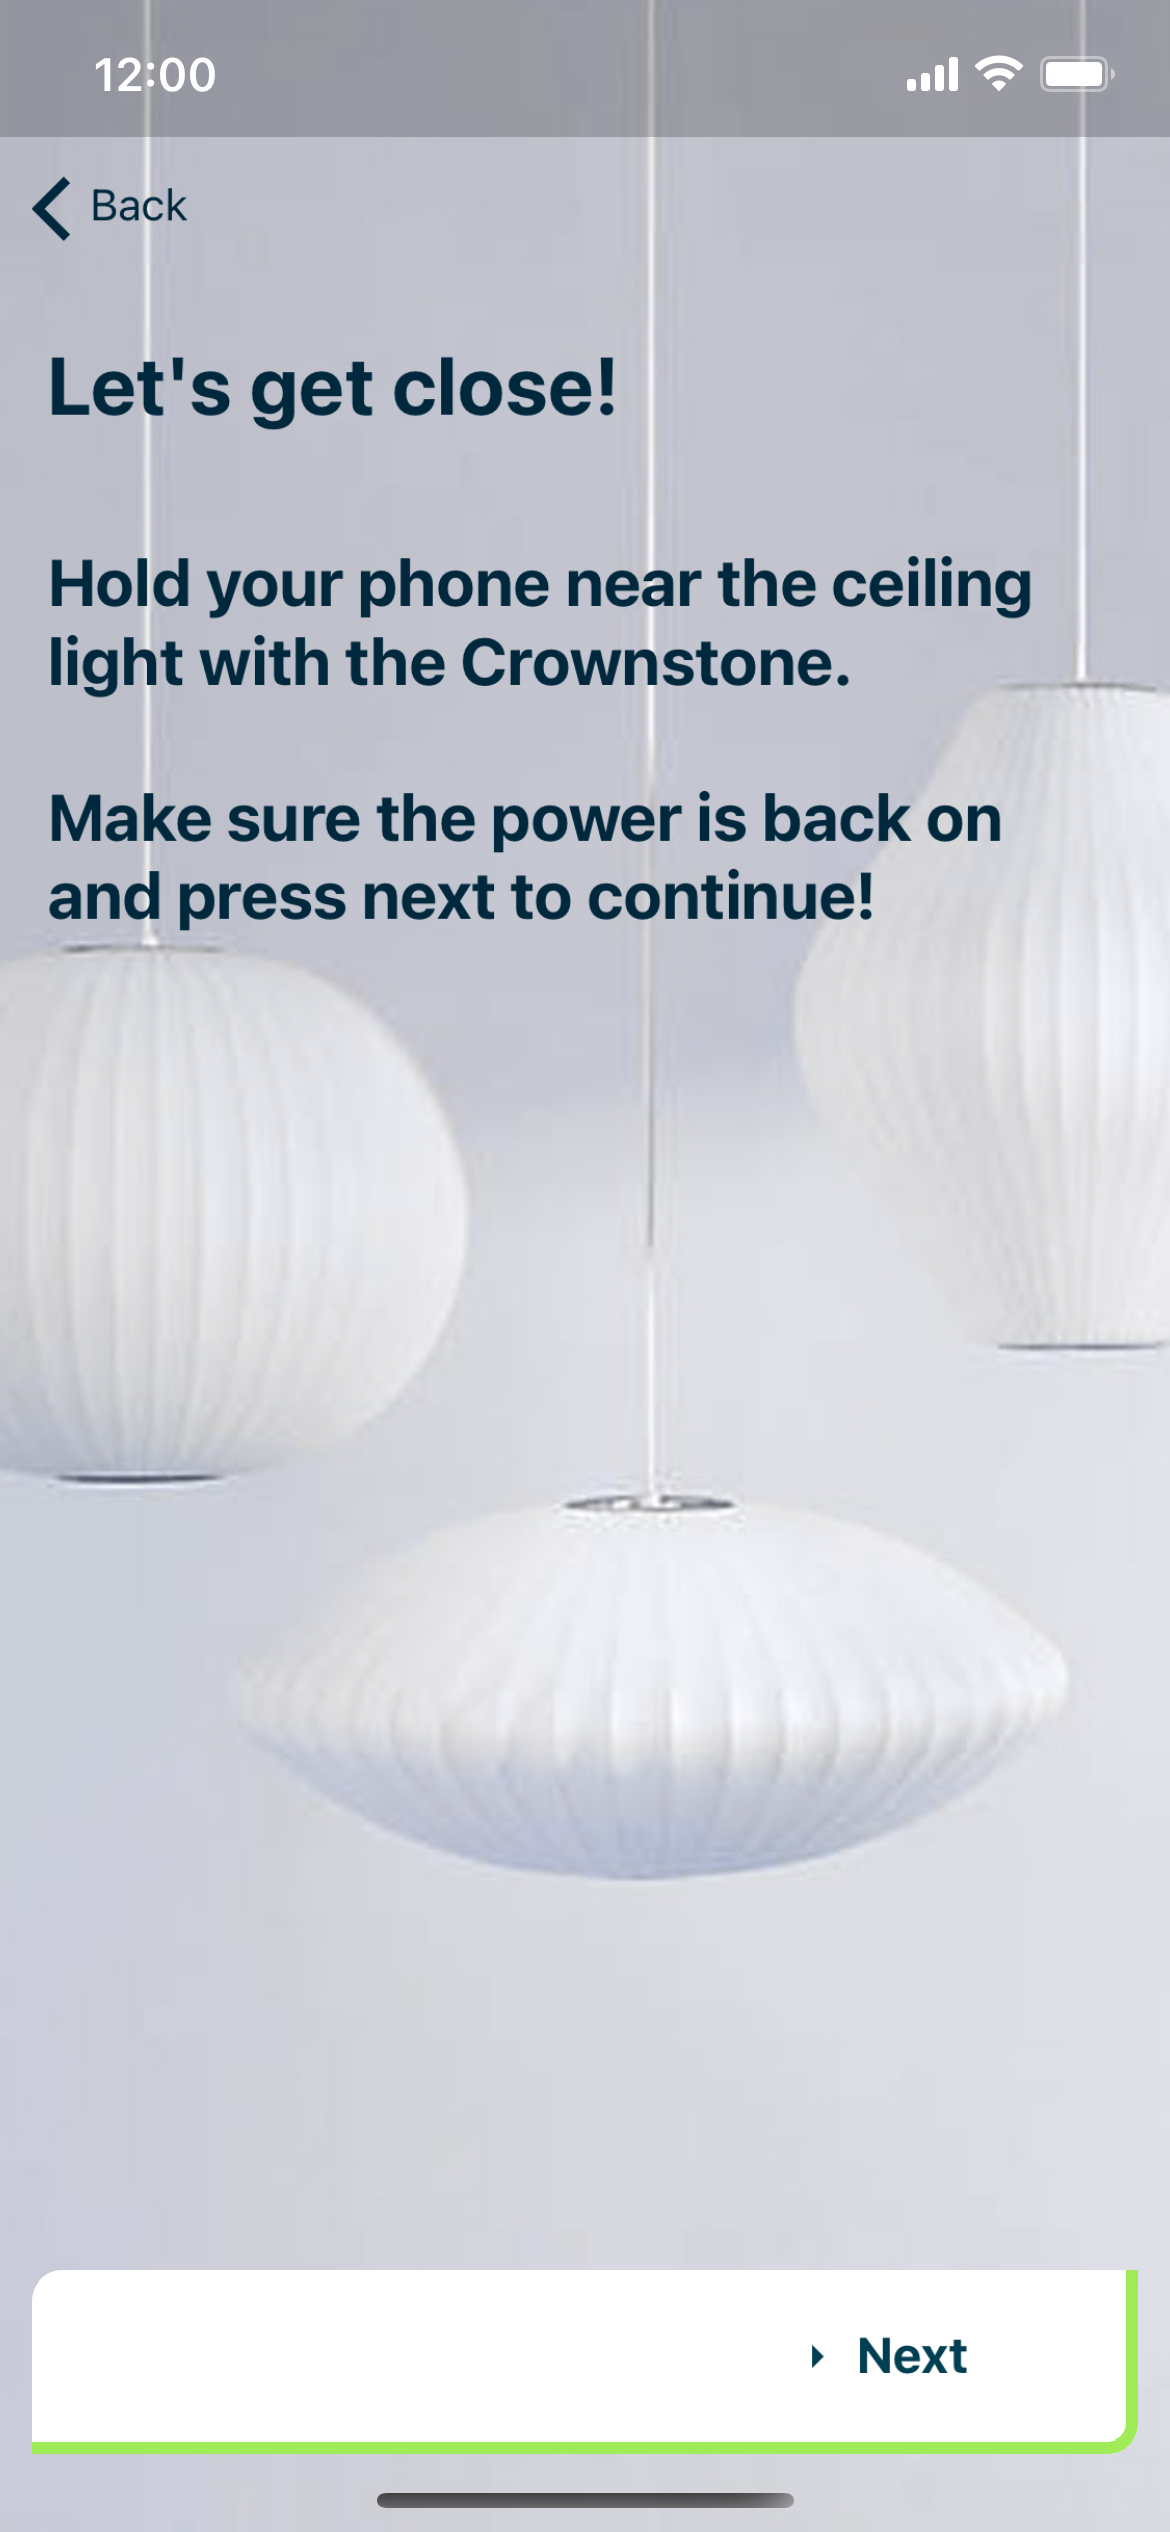 12:00
Back
Let's get close!
Hold your phone near the ceiling
light with the Crownstone.
Make sure the power is back on
and press next to continue!
Next